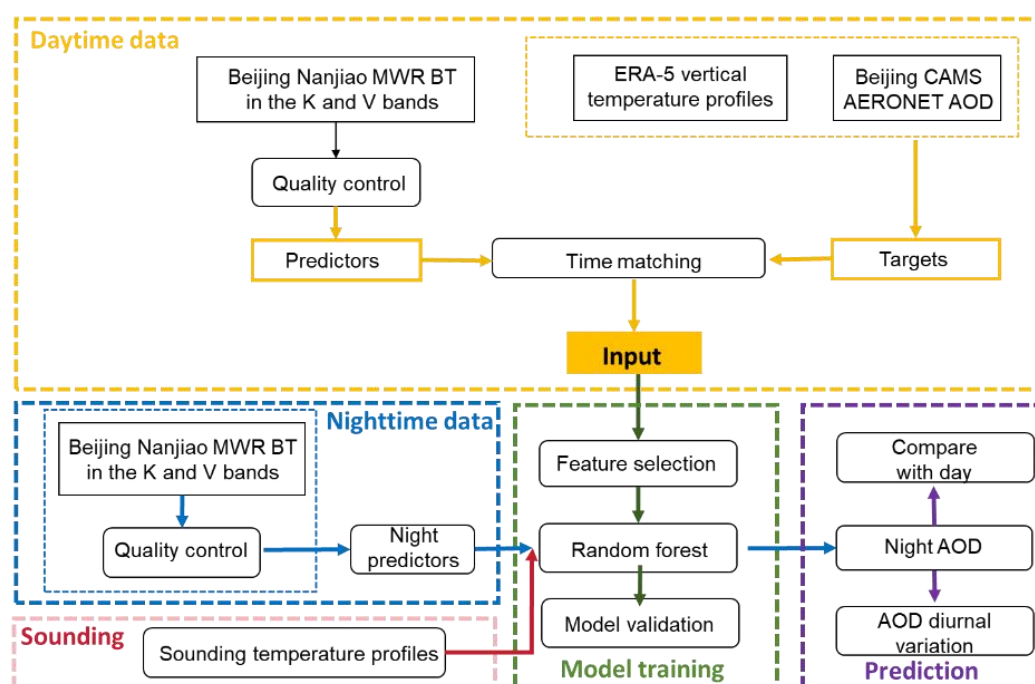 Daytime data
Beijing Nanjiao MWR BT
in the K and V bands
ERA-5 vertical
temperature profiles
Beijing CAMS
AERONET AOD
Quality control
Predictors
Time matching
Targets
Input
Nighttime data
Beijing Nanjiao MWR BT
in the K and V bands
Quality control
Night
predictors
Feature selection
Random forest
Model validation
Model training
Compare
with day
Night AOD
AOD diurnal
variation
Prediction
Sounding
Sounding temperature profiles